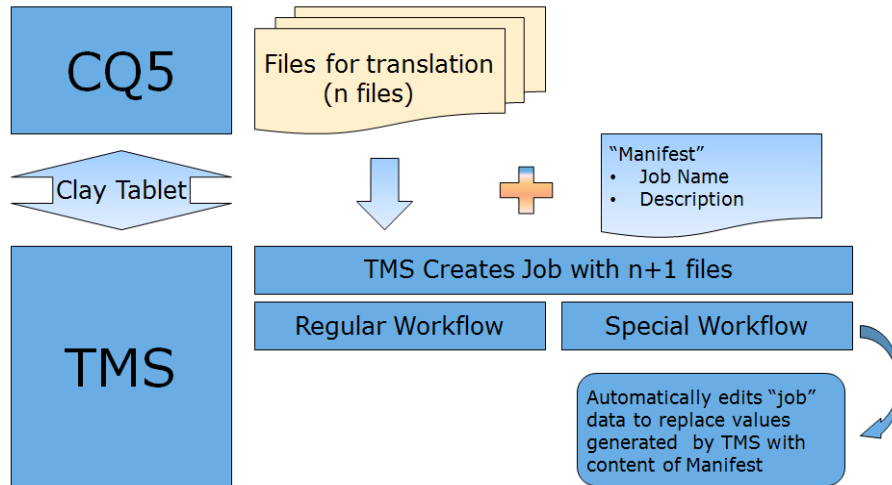 CQ5
Files for translation
(n files)
Clay Tablet
“Manifest”
• Job Name
• Description
TMS
TMS Creates Job with n+1 files
Regular Workflow
Special Workflow
Automatically edits “job”
data to replace values
generated by TMS with
content of Manifest